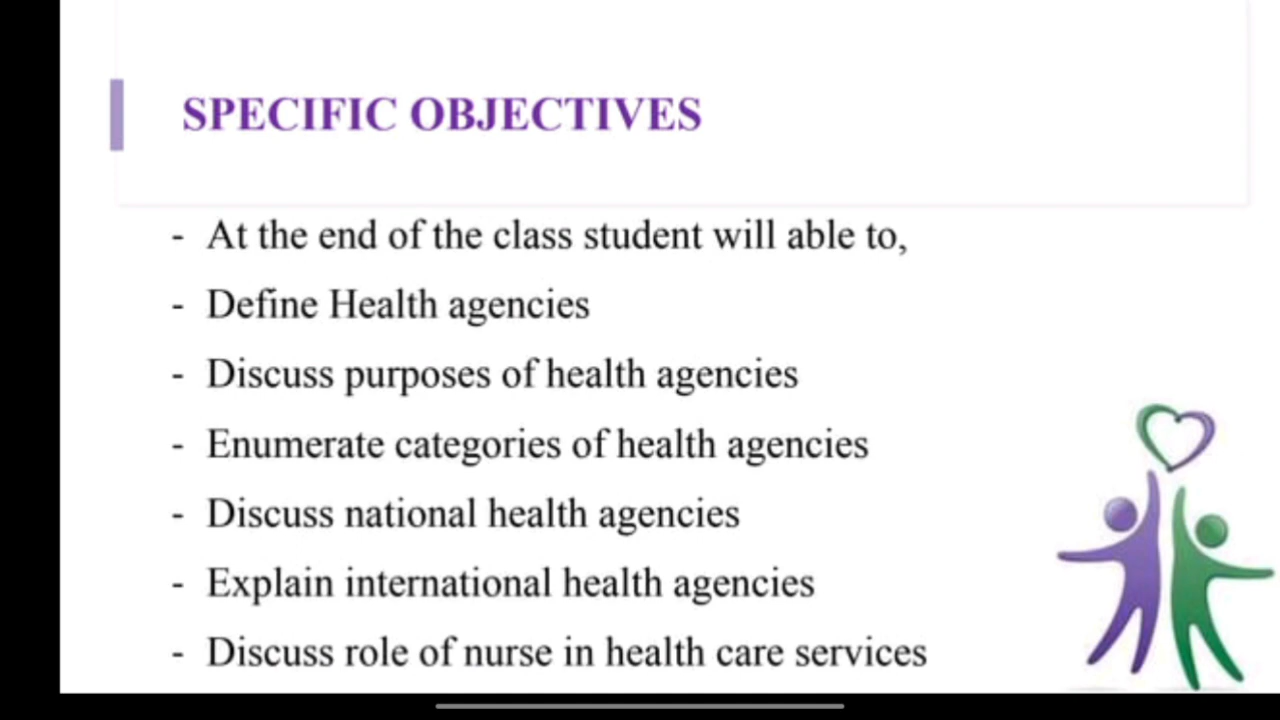 SPECIFIC OBJECTIVES
- At the end of the class student will able to,
- Define Health agencies
- Discuss purposes of health agencies
- Enumerate categories of health agencies
- Discuss national health agencies
- Explain international health agencies
- Discuss role of nurse in health care services